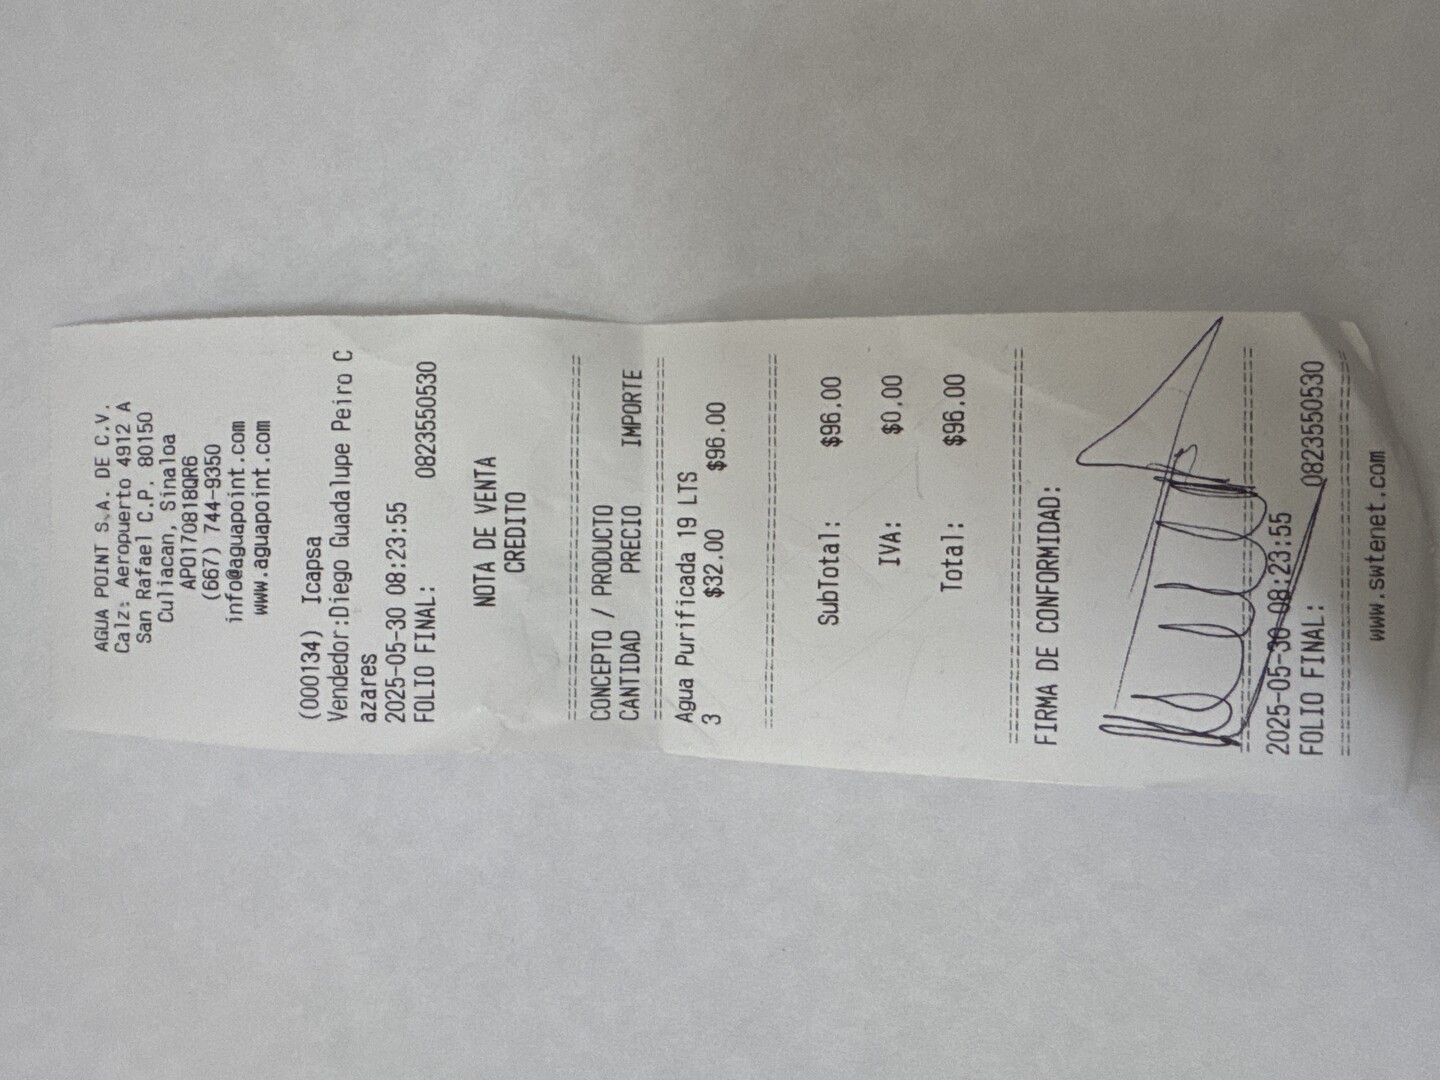 AGUA POINT S.A. DE C.V.
Calz: Aeropuerto 4912 A
San Rafael C.P. 80150
Culiacan, Sinaloa
APO170818QR6
(667) 744-9350
info@aguapoint.com
www.aguapoint.com
(000134) Icapsa
Vendedor:Diego Guadalupe Peiro C
azares
2025-05-30 08:23:55
FOLIO FINAL: 0823550530
NOTA DE VENTA
CREDITO
CONCEPTO / PRODUCTO
CANTIDAD PRECIO IMPORTE
Agua Purificada 19 LTS
3 $32.00 $96.00
SubTotal: $96.00
IVA: $0.00
Total: $96.00
FIRMA DE CONFORMIDAD:
2025-05-30 08:23:55
FOLIO FINAL: 0823550530
www.swtenet.com